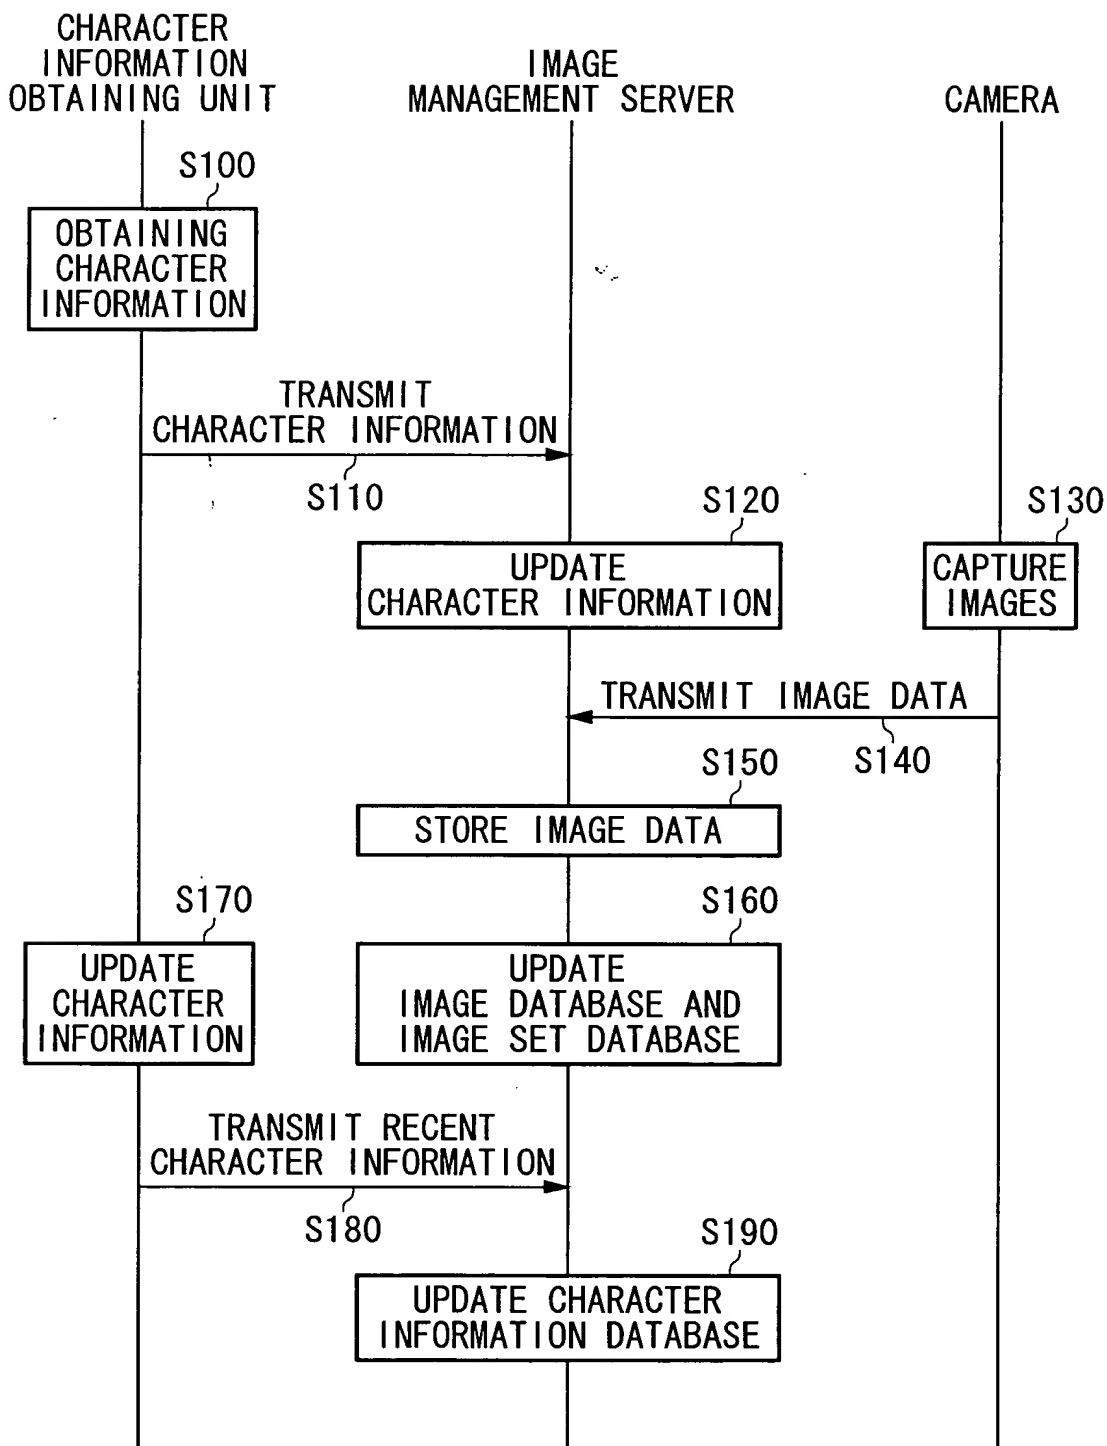 CHARACTER
INFORMATION
OBTAINING UNIT
IMAGE
MANAGEMENT SERVER
CAMERA
S100
OBTAINING
CHARACTER
INFORMATION
TRANSMIT
CHARACTER INFORMATION
S110
S120
UPDATE
CHARACTER INFORMATION
S130
CAPTURE
IMAGES
TRANSMIT IMAGE DATA
S140
S150
STORE IMAGE DATA
S170
UPDATE
CHARACTER
INFORMATION
S160
UPDATE
IMAGE DATABASE AND
IMAGE SET DATABASE
TRANSMIT RECENT
CHARACTER INFORMATION
S180
S190
UPDATE CHARACTER
INFORMATION DATABASE